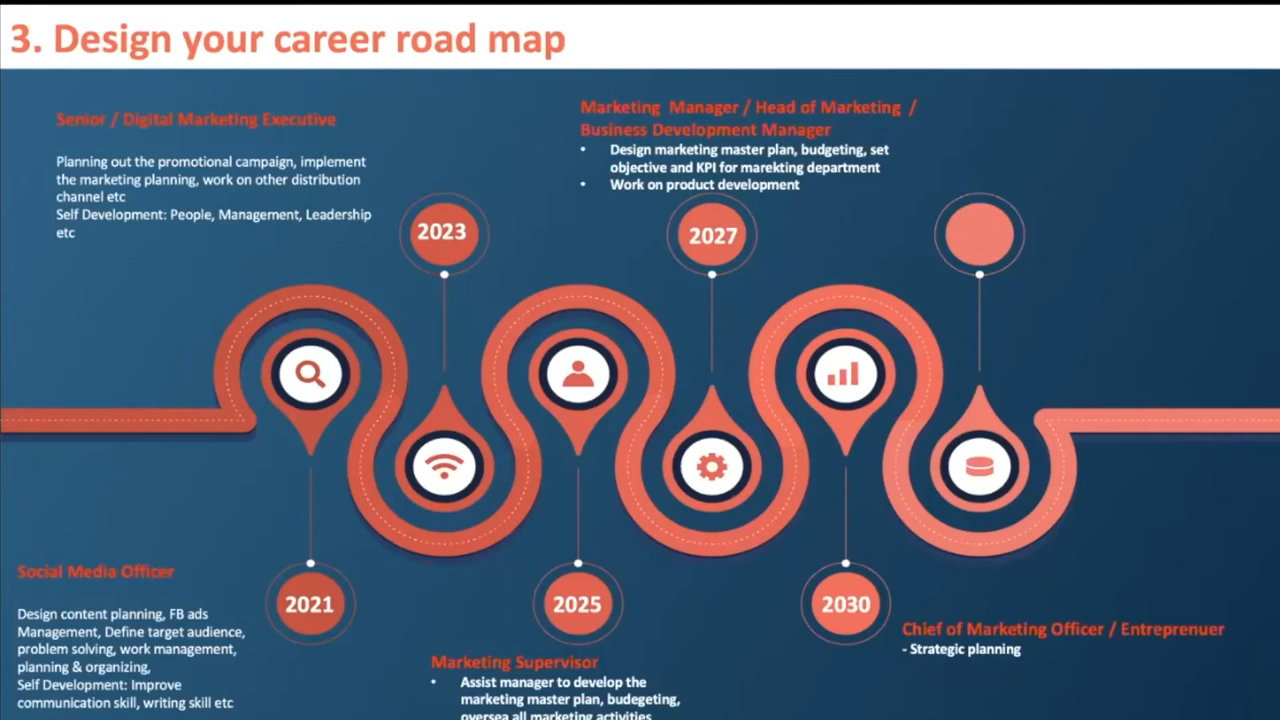 3. Design your career road map
Senior / Digital Marketing Executive
Planning out the promotional campaign, implement
the marketing planning, work on other distribution
channel etc
Self Development: People, Management, Leadership
etc
2023
Marketing Manager / Head of Marketing /
Business Development Manager
• Design marketing master plan, budgeting, set
objective and KPI for marekting department
• Work on product development
2027
Social Media Officer
Design content planning, FB ads
Management, Define target audience,
problem solving, work management,
planning & organizing,
Self Development: Improve
communication skill, writing skill etc
2021
2025
Marketing Supervisor
• Assist manager to develop the
marketing master plan, budegeting,
oversea all marketing activities
2030
Chief of Marketing Officer / Entreprenuer
- Strategic planning